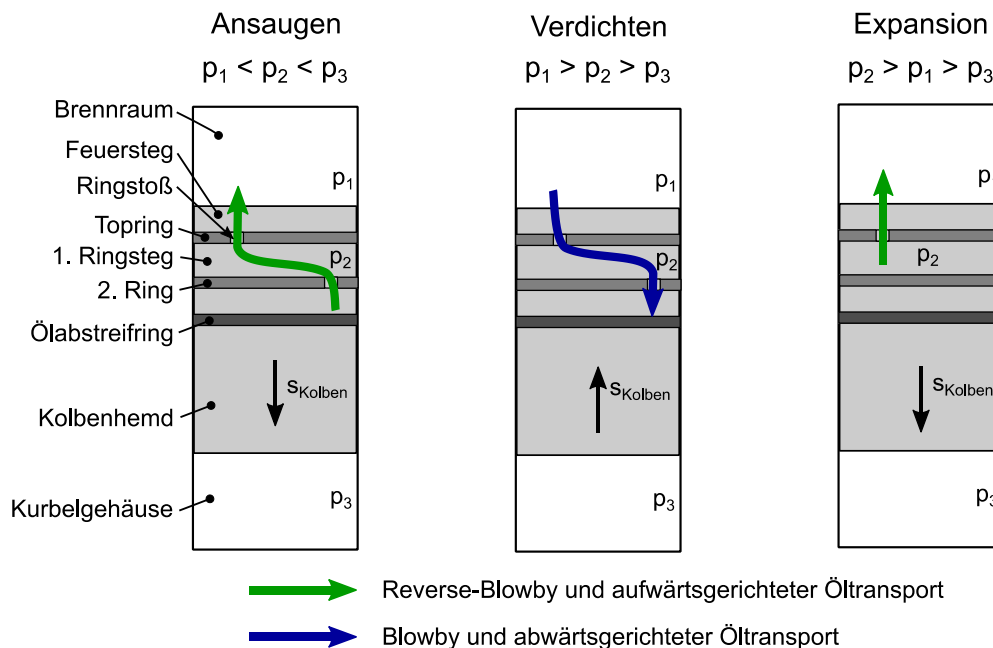 Ansaugen
p₁ < p₂ < p₃
Verdichten
p₁ > p₂ > p₃
Expansion
p₂ > p₁ > p₃
Brennraum
Feuersteg
Ringstoß
Topring
1. Ringsteg
2. Ring
Ölabstreifring
Kolbenhemd
Kurbelgehäuse
p₁
p₂
sKolben
p₃
p₁
p₂
sKolben
p₃
p₂
sKolben
p₃
Reverse-Blowby und aufwärtsgerichteter Öltransport
Blowby und abwärtsgerichteter Öltransport